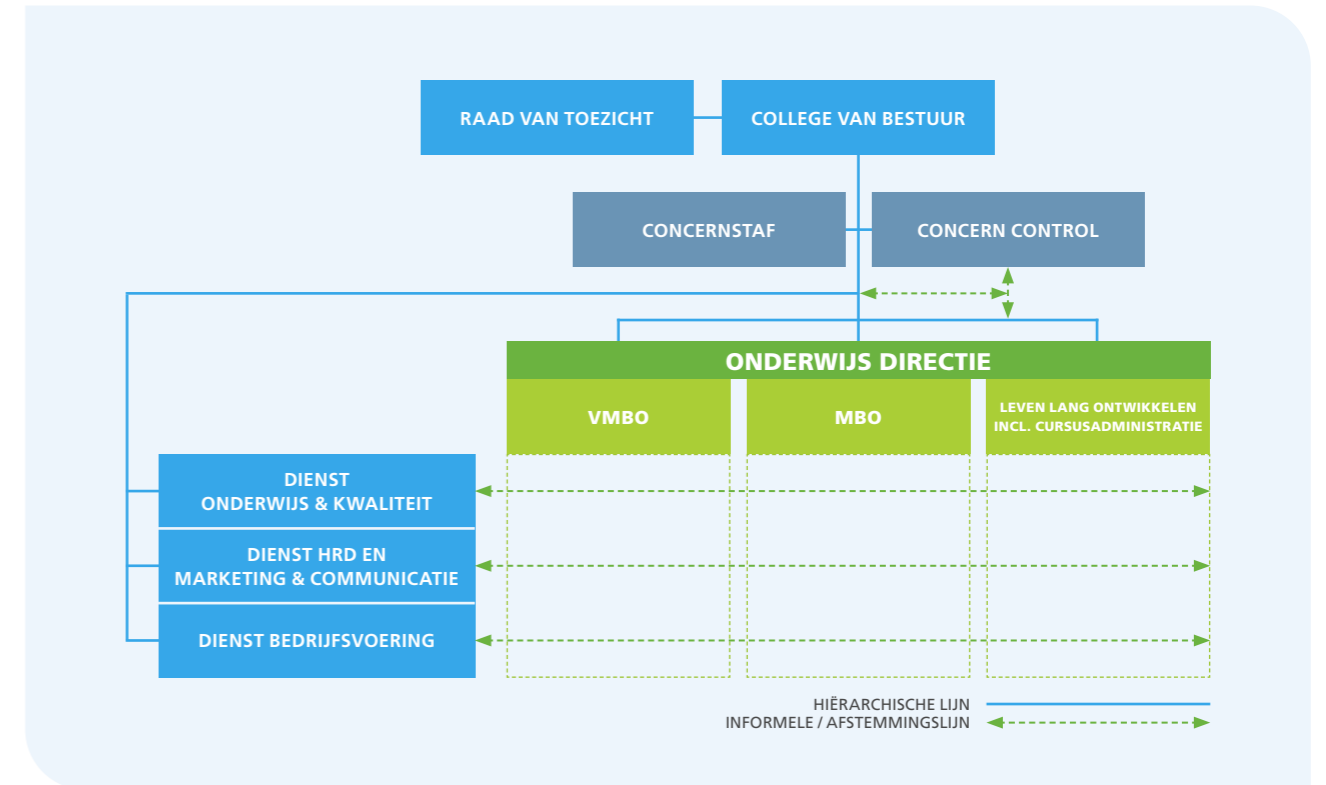 RAAD VAN TOEZICHT
COLLEGE VAN BESTUUR
CONCERNSTAF
CONCERN CONTROL
ONDERWIJS DIRECTIE
VMBO
MBO
LEVEN LANG ONTWIKKELEN
INCL. CURSUSADMINISTRATIE
DIENST
ONDERWIJS & KWALITEIT
DIENST HRD EN
MARKETING & COMMUNICATIE
DIENST BEDRIJFSVOERING
HIËRARCHISCHE LIJN
INFORMELE / AFSTEMMINGSLIJN